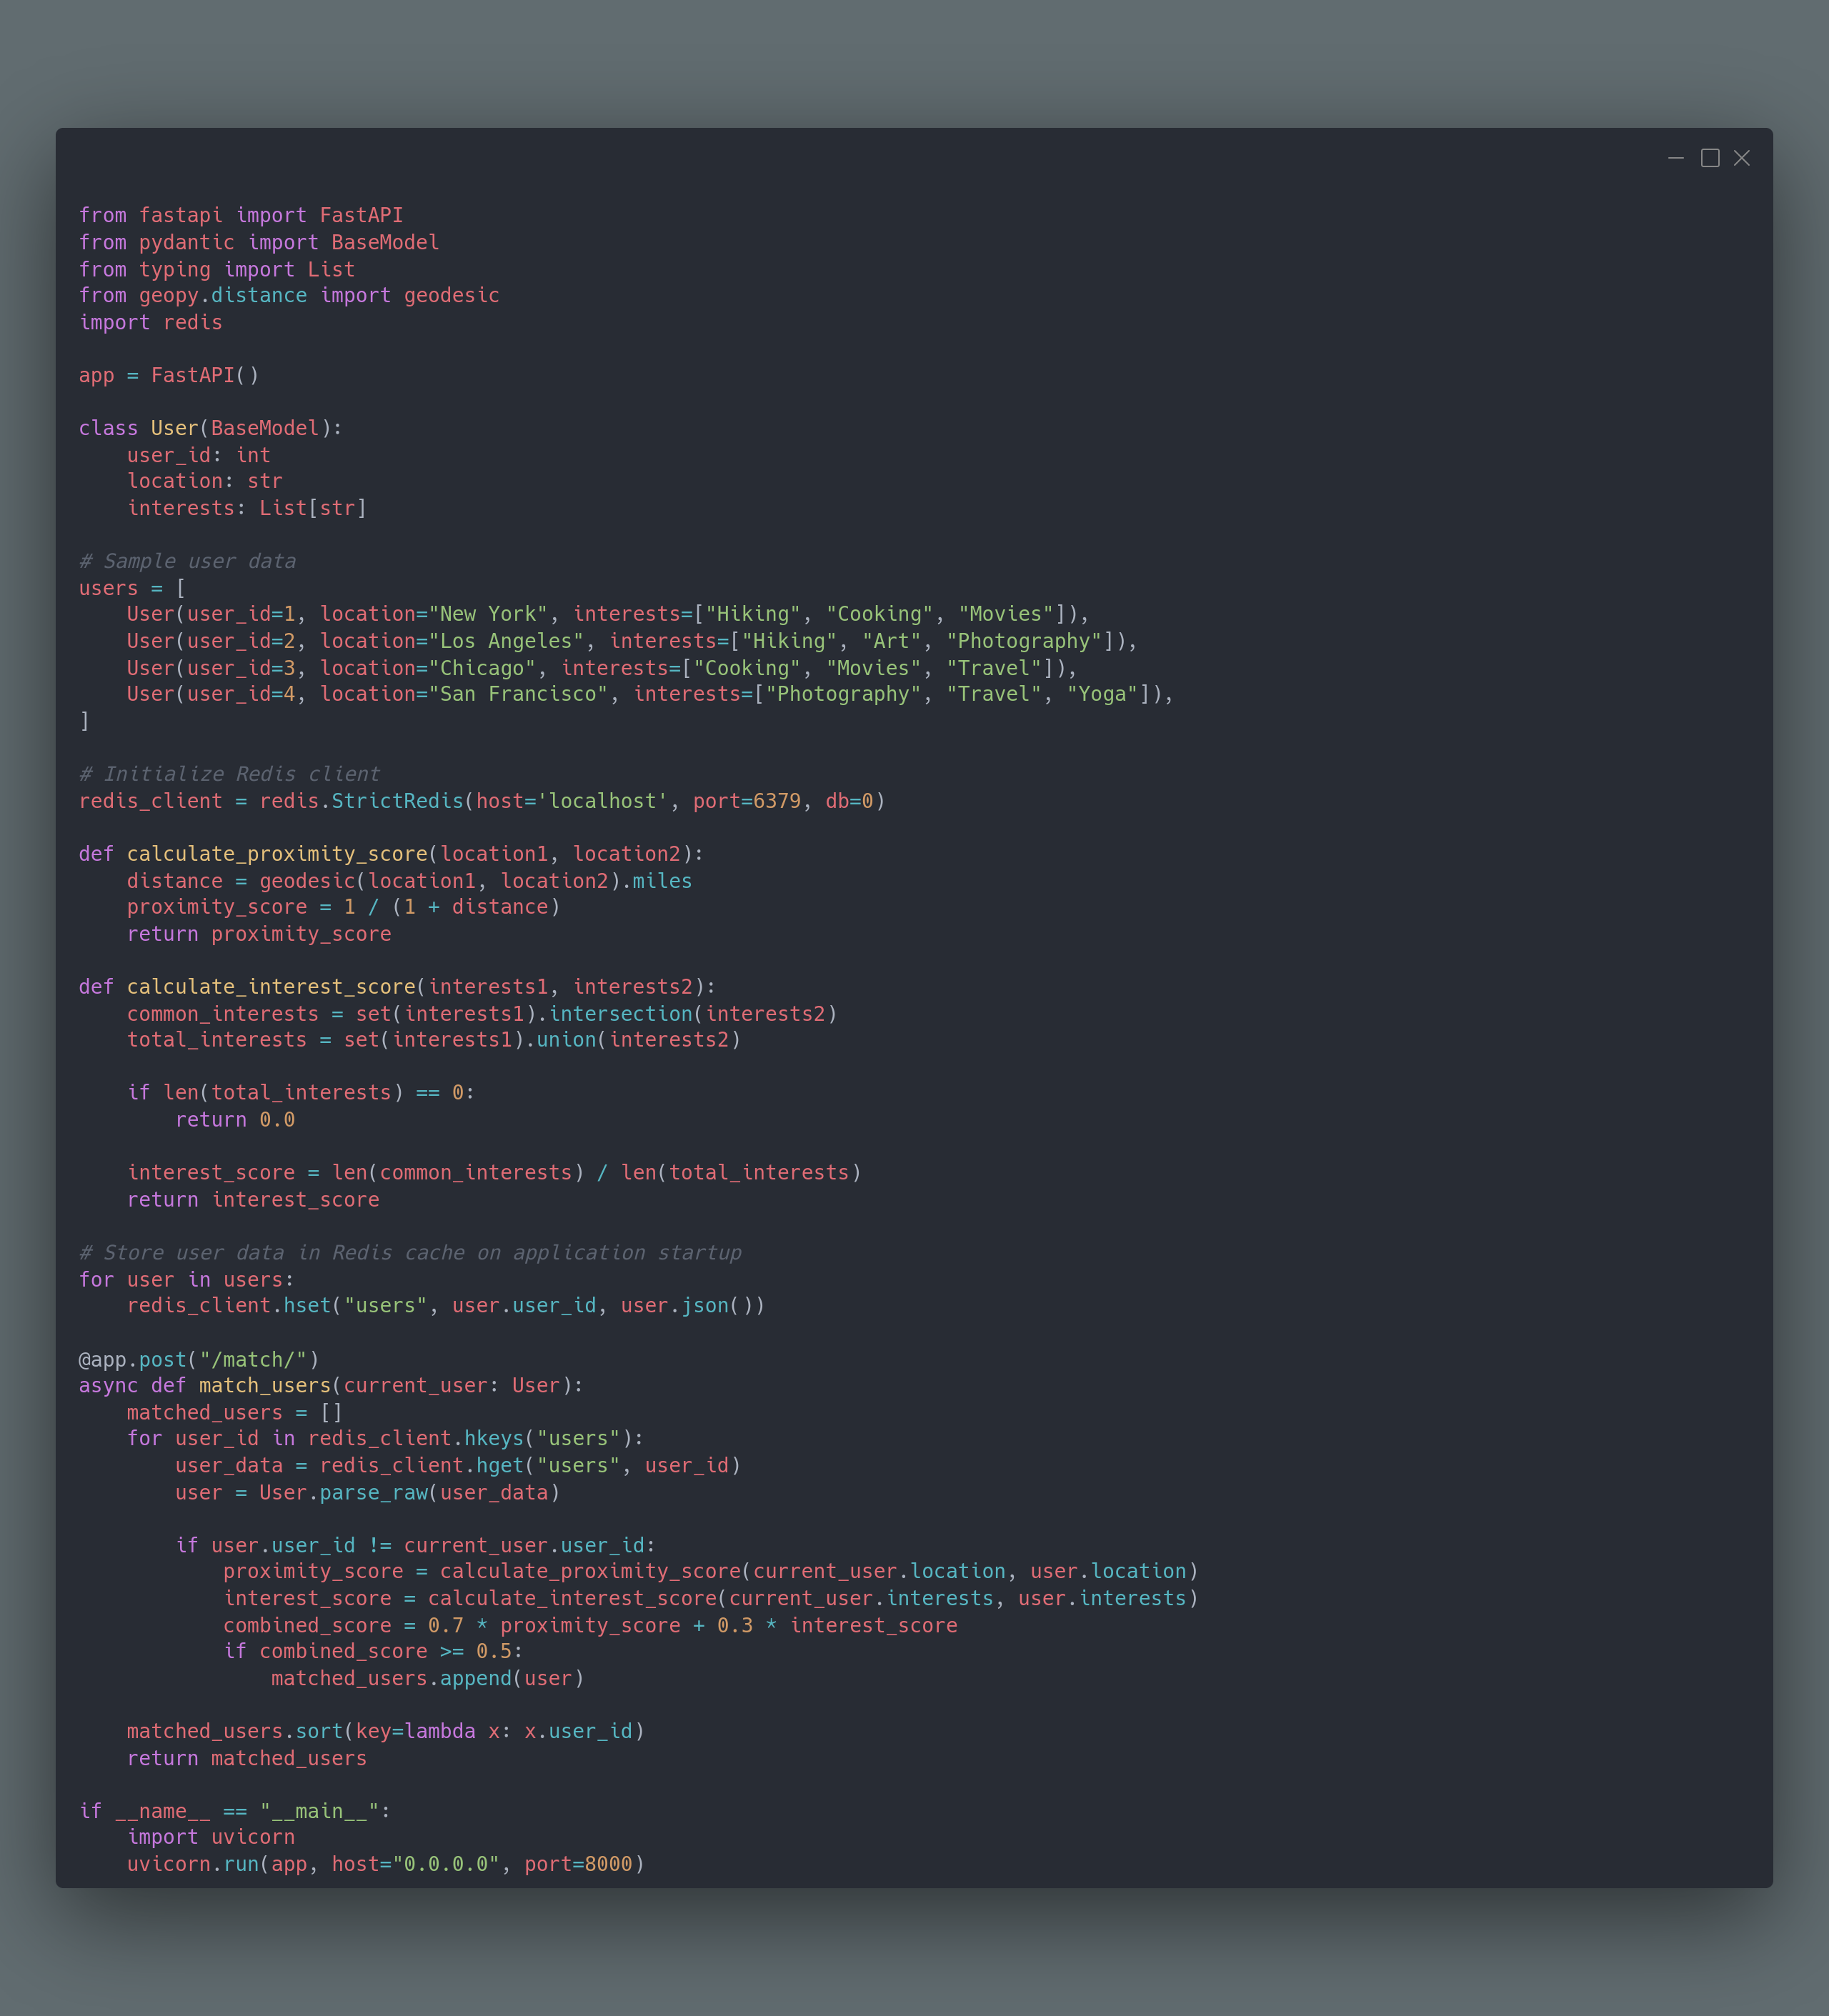 from fastapi import FastAPI
from pydantic import BaseModel
from typing import List
from geopy.distance import geodesic
import redis

app = FastAPI()

class User(BaseModel):
    user_id: int
    location: str
    interests: List[str]

# Sample user data
users = [
    User(user_id=1, location="New York", interests=["Hiking", "Cooking", "Movies"]),
    User(user_id=2, location="Los Angeles", interests=["Hiking", "Art", "Photography"]),
    User(user_id=3, location="Chicago", interests=["Cooking", "Movies", "Travel"]),
    User(user_id=4, location="San Francisco", interests=["Photography", "Travel", "Yoga"]),
]

# Initialize Redis client
redis_client = redis.StrictRedis(host='localhost', port=6379, db=0)

def calculate_proximity_score(location1, location2):
    distance = geodesic(location1, location2).miles
    proximity_score = 1 / (1 + distance)
    return proximity_score

def calculate_interest_score(interests1, interests2):
    common_interests = set(interests1).intersection(interests2)
    total_interests = set(interests1).union(interests2)

    if len(total_interests) == 0:
        return 0.0

    interest_score = len(common_interests) / len(total_interests)
    return interest_score

# Store user data in Redis cache on application startup
for user in users:
    redis_client.hset("users", user.user_id, user.json())

@app.post("/match/")
async def match_users(current_user: User):
    matched_users = []
    for user_id in redis_client.hkeys("users"):
        user_data = redis_client.hget("users", user_id)
        user = User.parse_raw(user_data)

        if user.user_id != current_user.user_id:
            proximity_score = calculate_proximity_score(current_user.location, user.location)
            interest_score = calculate_interest_score(current_user.interests, user.interests)
            combined_score = 0.7 * proximity_score + 0.3 * interest_score
            if combined_score >= 0.5:
                matched_users.append(user)

    matched_users.sort(key=lambda x: x.user_id)
    return matched_users

if __name__ == "__main__":
    import uvicorn
    uvicorn.run(app, host="0.0.0.0", port=8000)